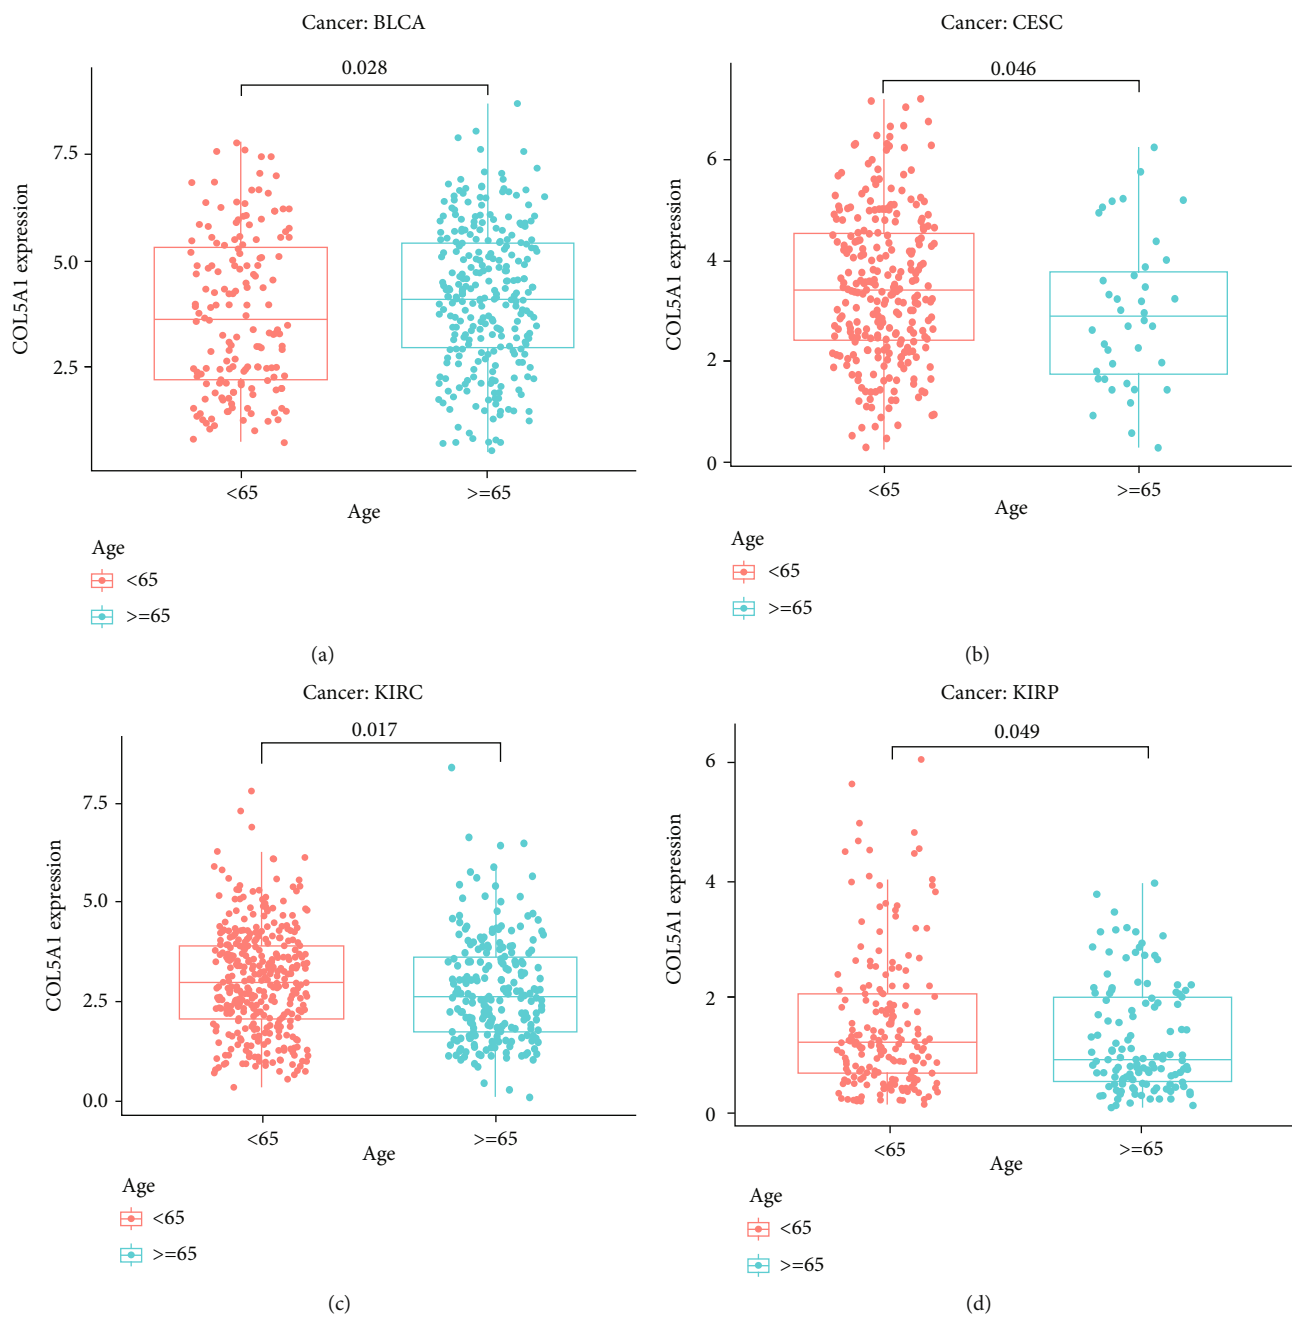 Cancer: BLCA
0.028
7.5
5.0
2.5
COL5A1 expression
<65
>=65
Age
Age
<65
>=65
(a)
Cancer: CESC
0.046
6
4
2
0
COL5A1 expression
<65
>=65
Age
Age
<65
>=65
(b)
Cancer: KIRC
0.017
7.5
5.0
2.5
0.0
COL5A1 expression
<65
>=65
Age
Age
<65
>=65
(c)
Cancer: KIRP
0.049
6
4
2
0
COL5A1 expression
<65
>=65
Age
Age
<65
>=65
(d)